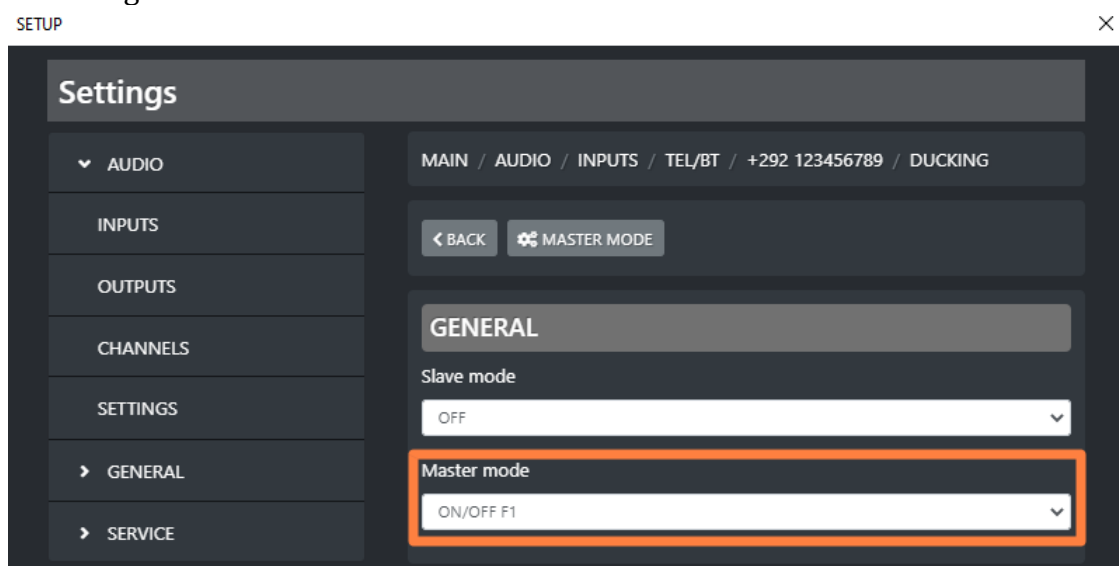 SETUP
Settings
AUDIO
INPUTS
OUTPUTS
CHANNELS
SETTINGS
GENERAL
SERVICE
MAIN / AUDIO / INPUTS / TEL/BT / +292 123456789 / DUCKING
BACK
MASTER MODE
GENERAL
Slave mode
OFF
Master mode
ON/OFF F1